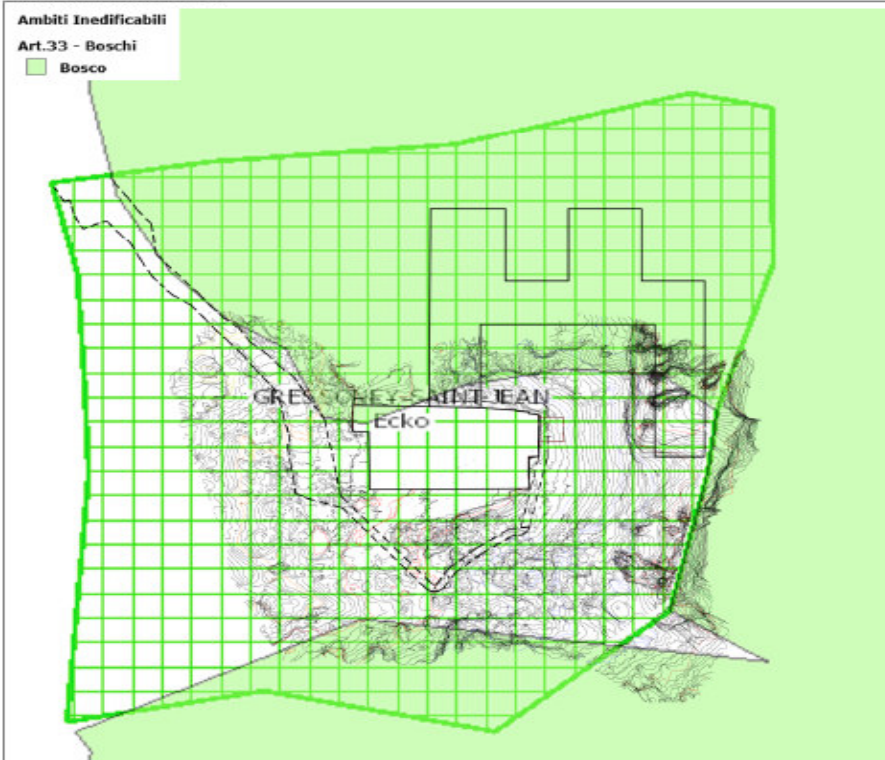 Ambiti Inedificabili
Art.33 - Boschi
Bosco
GRESSONEY-SAINT-JEAN
Ecko